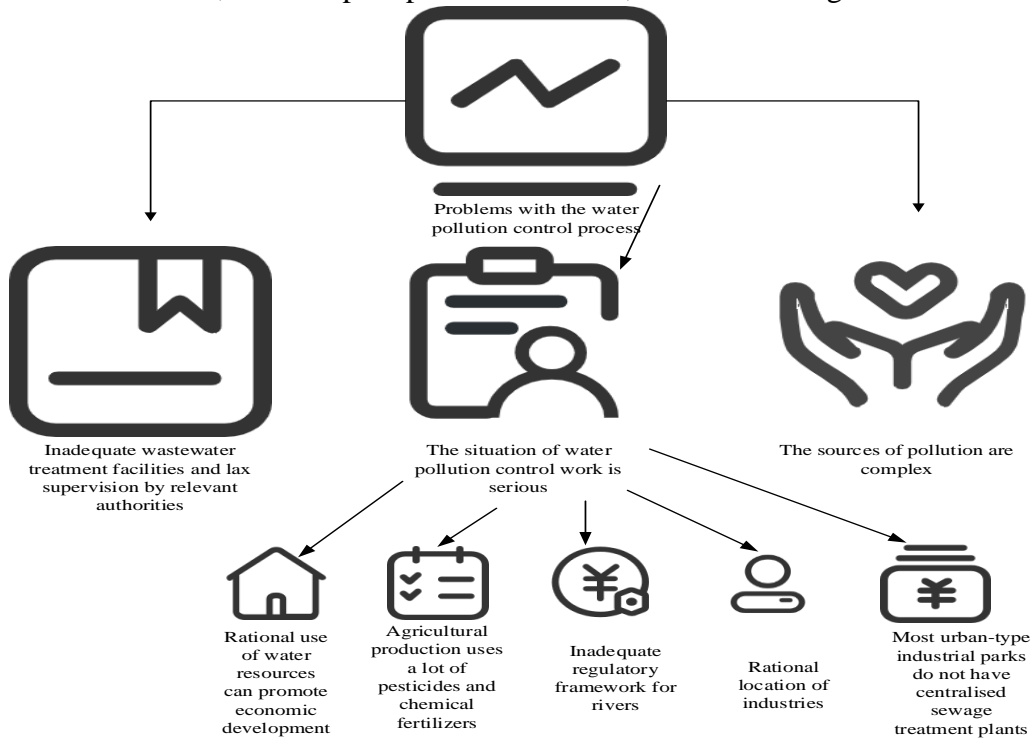 Problems with the water
pollution control process
Inadequate wastewater
treatment facilities and lax
supervision by relevant
authorities
The situation of water
pollution control work is
serious
The sources of pollution are
complex
Rational use
of water
resources
can promote
economic
development
Agricultural
production uses
a lot of
pesticides and
chemical
fertilizers
Inadequate
regulatory
framework for
rivers
Rational
location of
industries
Most urban-type
industrial parks
do not have
centralised
sewage
treatment plants